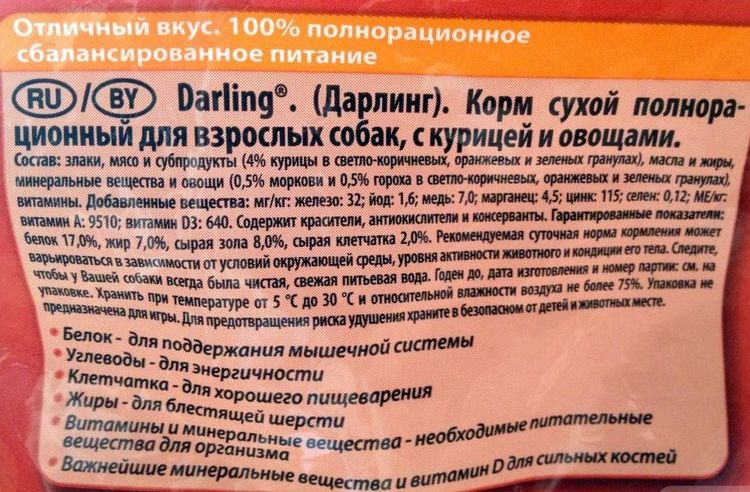 Отличный вкус. 100% полнорационное
сбалансированное питание
RU/BY Darling®. (Дарлинг). Корм сухой полнора-
ционный для взрослых собак, с курицей и овощами.
Состав: злаки, мясо и субпродукты (4% курицы в светло-коричневых, оранжевых и зеленых гранулах), масла и жиры,
минеральные вещества и овощи (0,5% моркови и 0,5% гороха в светло-коричневых, оранжевых и зеленых гранулах),
витамины. Добавленные вещества: мг/кг: железо: 32; йод: 1,6; медь: 7,0; марганец: 4,5; цинк: 115; селен: 0,12; МЕ/кг:
витамин А: 9510; витамин D3: 640. Содержит красители, антиокислители и консерванты. Гарантированные показатели:
белок 17,0%, жир 7,0%, сырая зола 8,0%, сырая клетчатка 2,0%. Рекомендуемая суточная норма кормления может
варьироваться в зависимости от условий окружающей среды, уровня активности животного и кондиции его тела. Следите,
чтобы у Вашей собаки всегда была чистая, свежая питьевая вода. Годен до, дата изготовления и номер партии: см. на
упаковке. Хранить при температуре от 5 °C до 30 °C и относительной влажности воздуха не более 75%. Упаковка не
предназначена для игры. Для предотвращения риска удушения храните в безопасном от детей и животных месте.
• Белок - для поддержания мышечной системы
• Углеводы - для энергичности
• Клетчатка - для хорошего пищеварения
• Жиры - для блестящей шерсти
• Витамины и минеральные вещества - необходимые питательные
вещества для организма
• Важнейшие минеральные вещества и витамин D для сильных костей